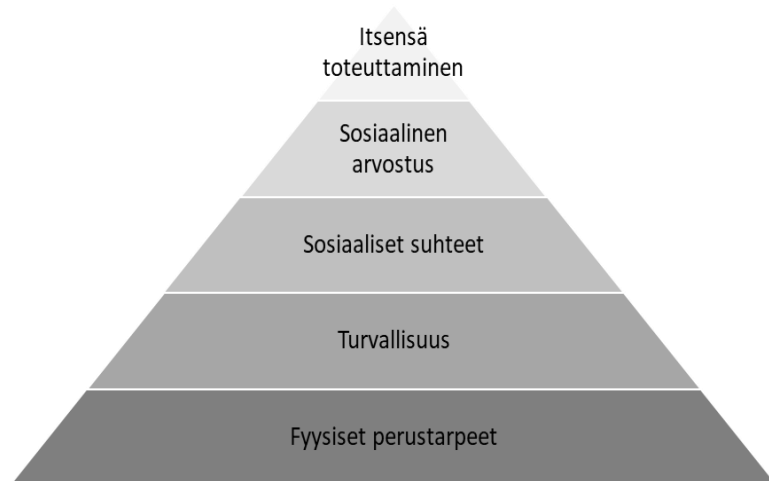 Itsensä
toteuttaminen
Sosiaalinen
arvostus
Sosiaaliset suhteet
Turvallisuus
Fyysiset perustarpeet